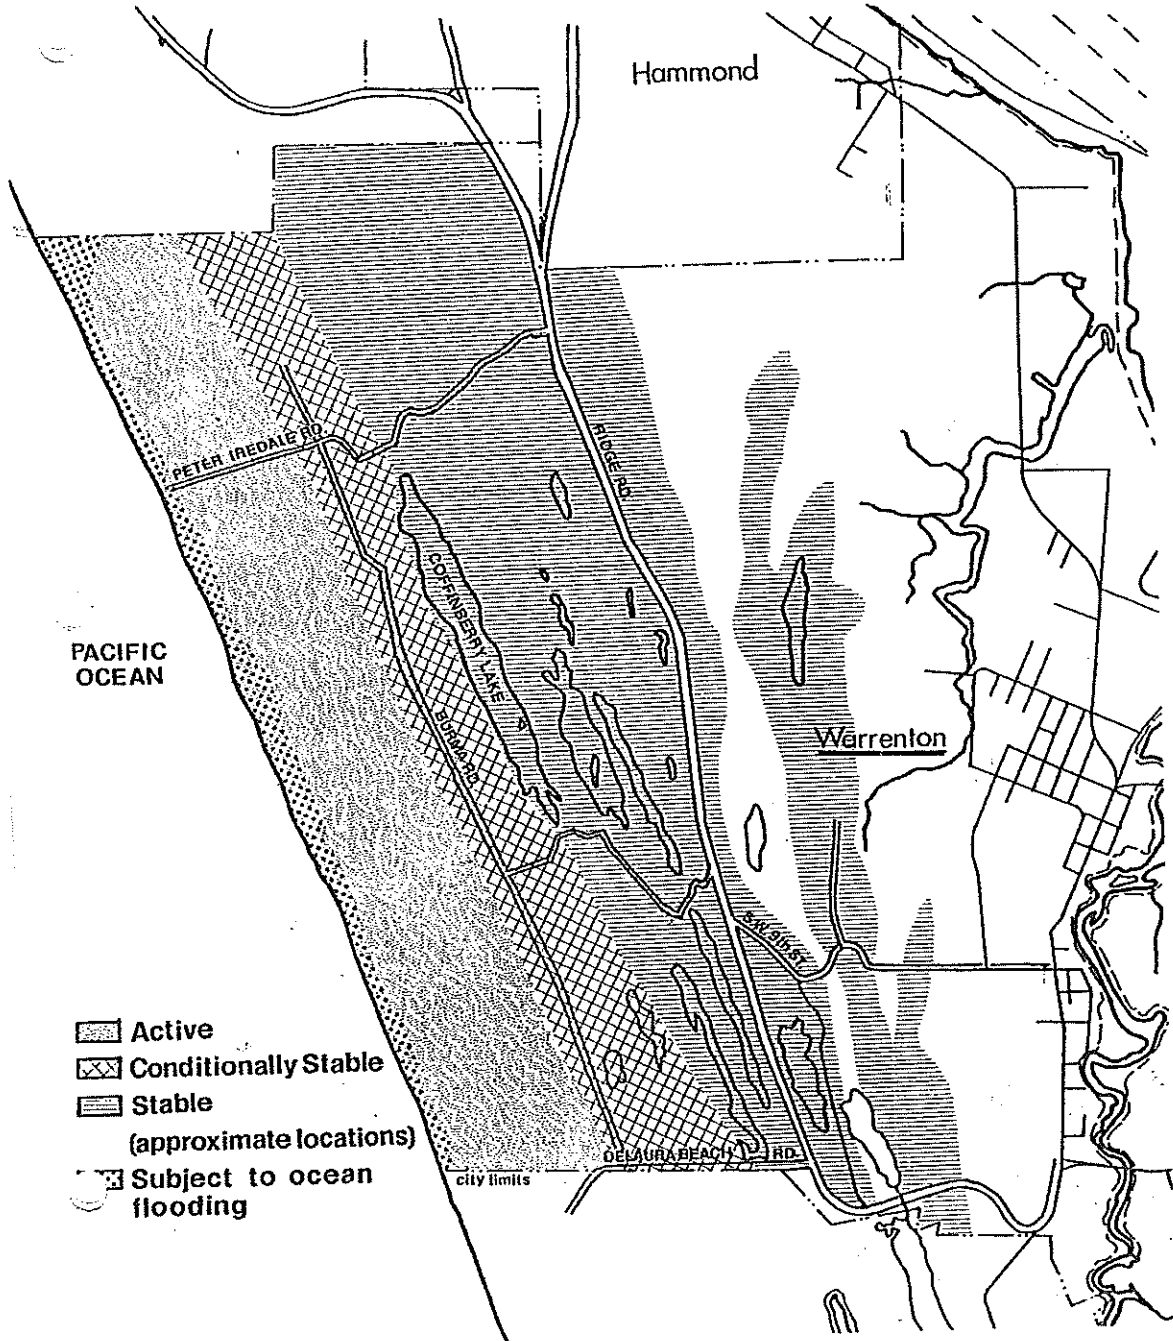 Hammond
PETER IREDALE RD.
RIDGE RD
COFFINBERRY LAKE
PACIFIC
OCEAN
BURMA RD
Warrenton
S.W. 9th ST.
Active
Conditionally Stable
Stable
(approximate locations)
Subject to ocean
flooding
DELAURA BEACH RD.
city limits